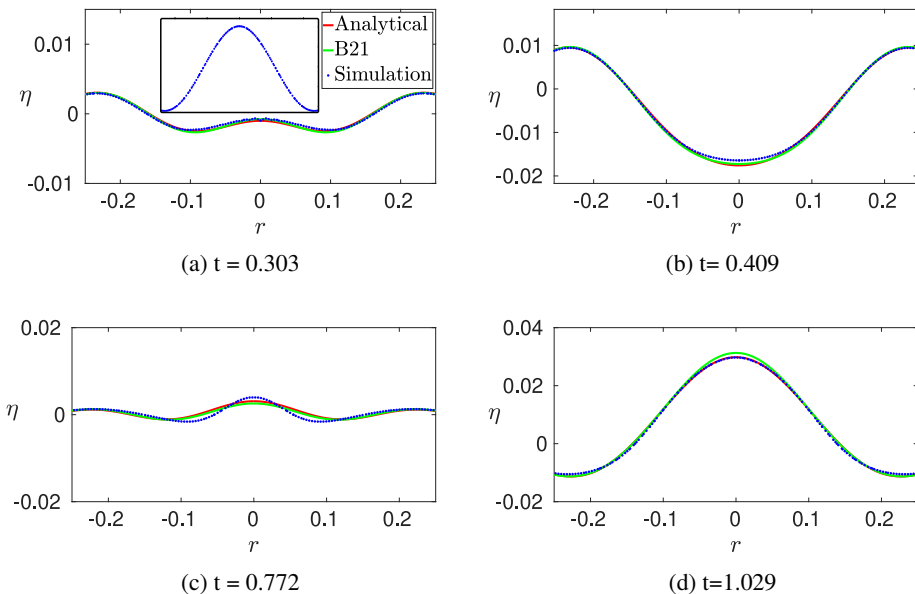 0.01
0
-0.01
η
-0.2 -0.1 0 0.1 0.2
r
Analytical
B21
Simulation
(a) t = 0.303
0.01
0
-0.01
-0.02
η
-0.2 -0.1 0 0.1 0.2
r
(b) t= 0.409
0.02
0
-0.02
η
-0.2 -0.1 0 0.1 0.2
r
(c) t = 0.772
0.04
0.02
0
-0.02
η
-0.2 -0.1 0 0.1 0.2
r
(d) t=1.029